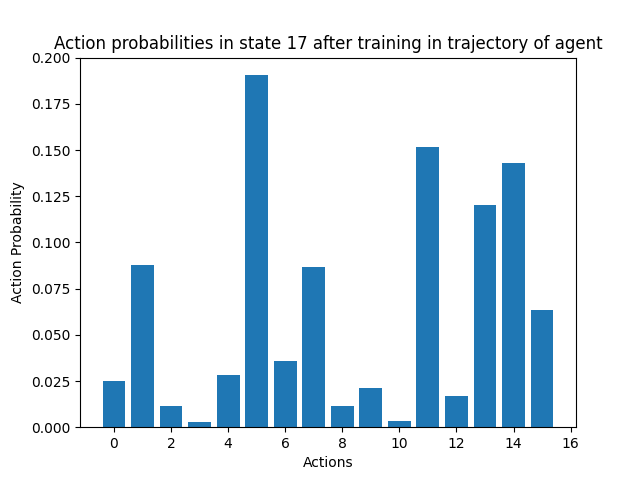 Action probabilities in state 17 after training in trajectory of agent
0.200
0.175
0.150
0.125
0.100
0.075
0.050
0.025
0.000
Action Probability
0 2 4 6 8 10 12 14 16
Actions